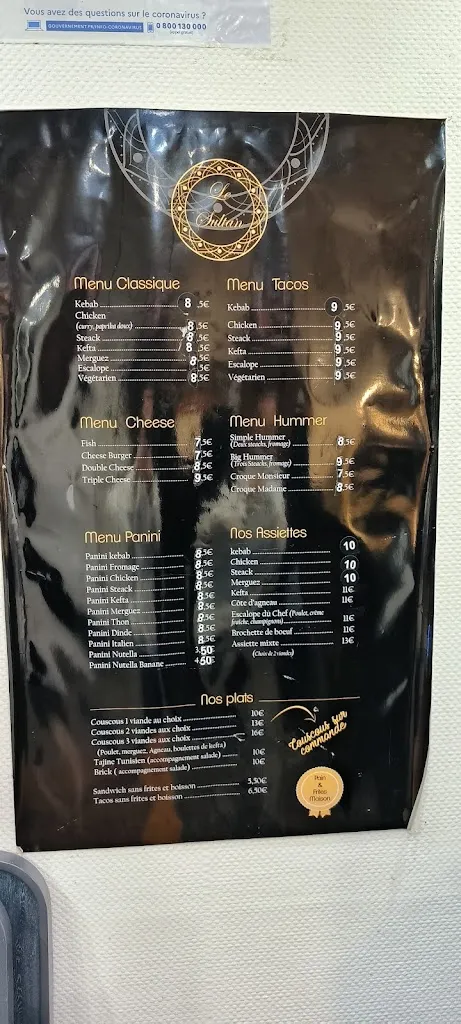 Vous avez des questions sur le coronavirus ?
GOUVERNEMENT.FR/INFO-CORONAVIRUS 0 800 130 000
(appel gratuit)
Le
Sultan
Menu Classique
Kebab 8 ,5€
Chicken
(curry, paprika doux) 8,5€
Steack 8 ,5€
Kefta 8 ,5€
Merguez 8,5€
Escalope 8,5€
Végétarien 8,5€
Menu Tacos
Kebab 9 ,5€
Chicken 9,5€
Steack 9,5€
Kefta 9,5€
Escalope 9,5€
Végétarien 9,5€
Menu Cheese
Fish 7,5€
Cheese Burger 7,5€
Double Cheese 8,5€
Triple Cheese 9,5€
Menu Hummer
Simple Hummer
(Deux steacks, fromage) 8,5€
Big Hummer
(Trois Steacks, fromage) 9,5€
Croque Monsieur 7,5€
Croque Madame 8,5€
Menu Panini
Panini kebab 8,5€
Panini Fromage 8,5€
Panini Chicken 8,5€
Panini Steack 8,5€
Panini Kefta 8,5€
Panini Merguez 8,5€
Panini Thon 8,5€
Panini Dinde 8,5€
Panini Italien 8,5€
Panini Nutella 3,50€
Panini Nutella Banane 4,50€
Nos Assiettes
kebab 10
Chicken
Steack 10
Merguez 10
Kefta 11€
Côte d'agneau 11€
Escalope du Chef (Poulet, crème
fraîche, champignons) 11€
Brochette de boeuf 11€
Assiette mixte 13€
(Choix de 2 viandes)
Nos plats
Couscous 1 viande au choix 10€
Couscous 2 viandes aux choix 13€
Couscous 3 viandes aux choix 16€
(Poulet, merguez, Agneau, boulettes de kefta)
Tajine Tunisien (accompagnement salade) 10€
Brick (accompagnement salade) 10€
Sandwich sans frites et boisson 5,50€
Tacos sans frites et boisson 6,50€
Couscous sur
commande
Pain
&
Frites
Maison